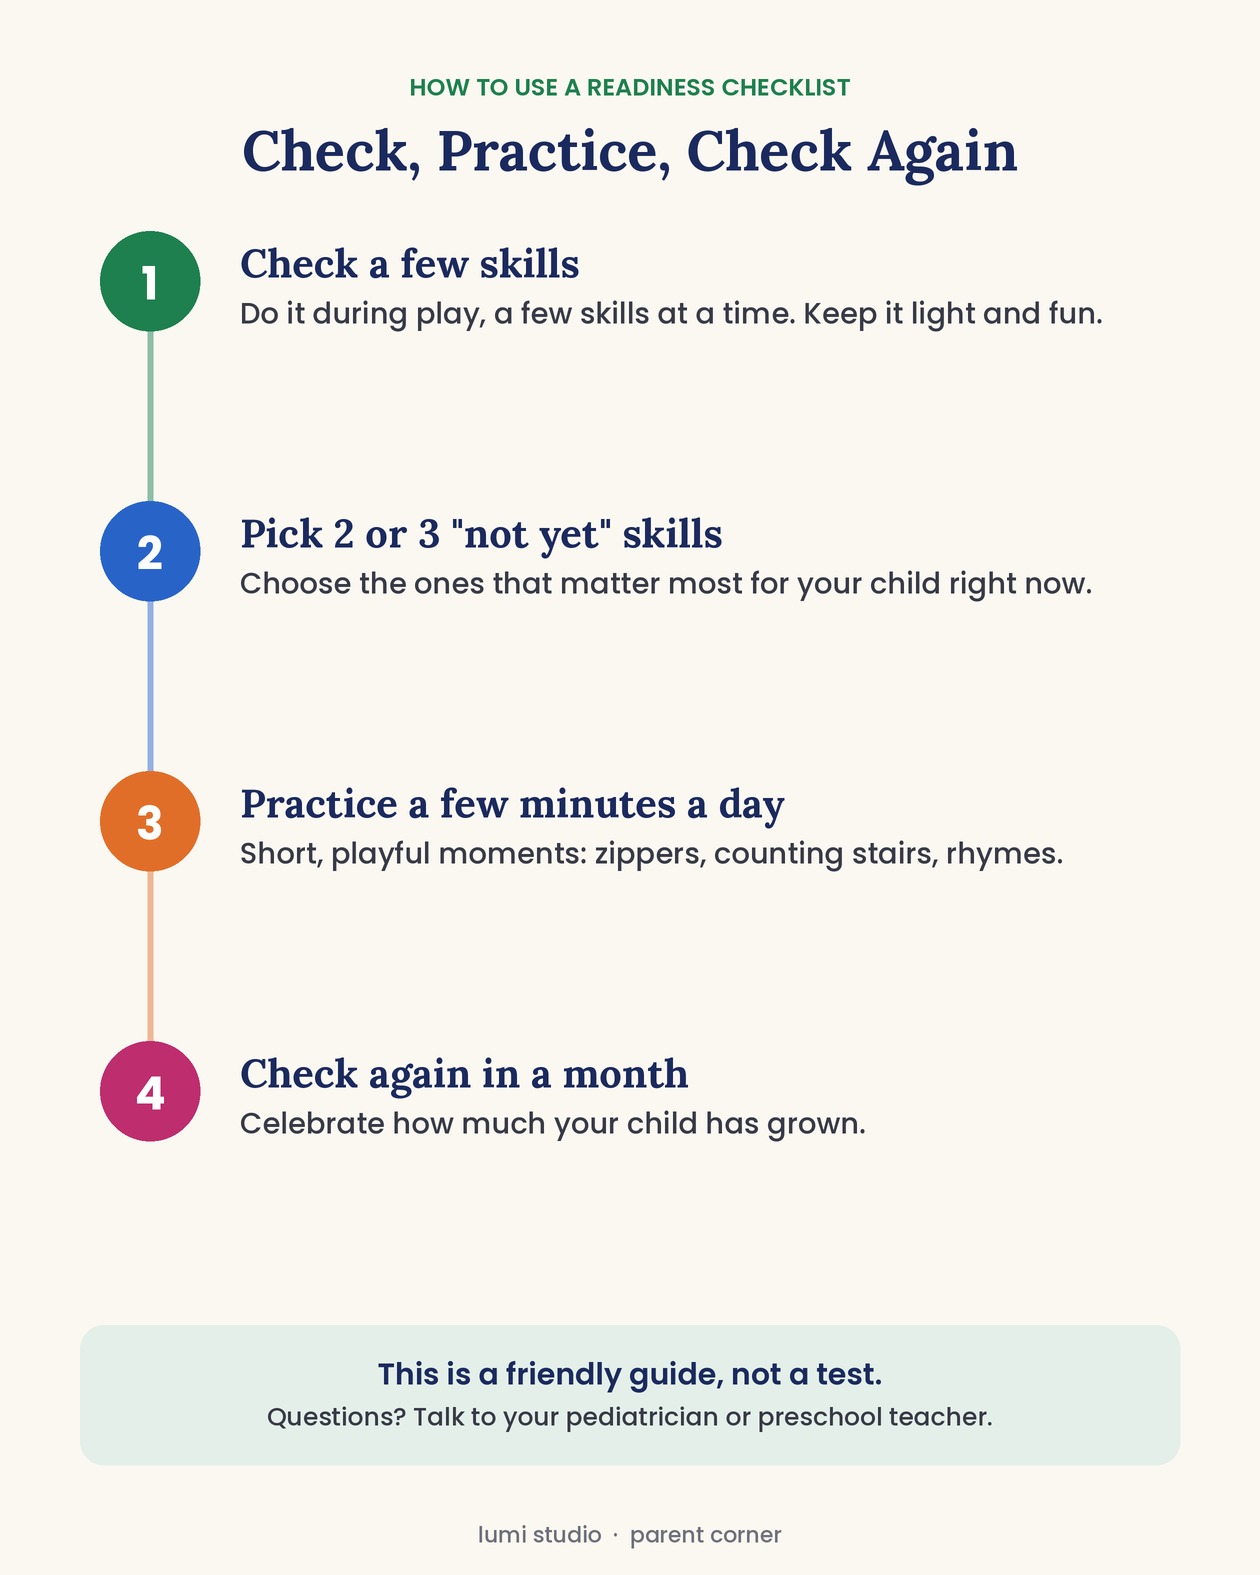 HOW TO USE A READINESS CHECKLIST
Check, Practice, Check Again
1
Check a few skills
Do it during play, a few skills at a time. Keep it light and fun.
2
Pick 2 or 3 "not yet" skills
Choose the ones that matter most for your child right now.
3
Practice a few minutes a day
Short, playful moments: zippers, counting stairs, rhymes.
4
Check again in a month
Celebrate how much your child has grown.
This is a friendly guide, not a test.
Questions? Talk to your pediatrician or preschool teacher.
lumi studio · parent corner